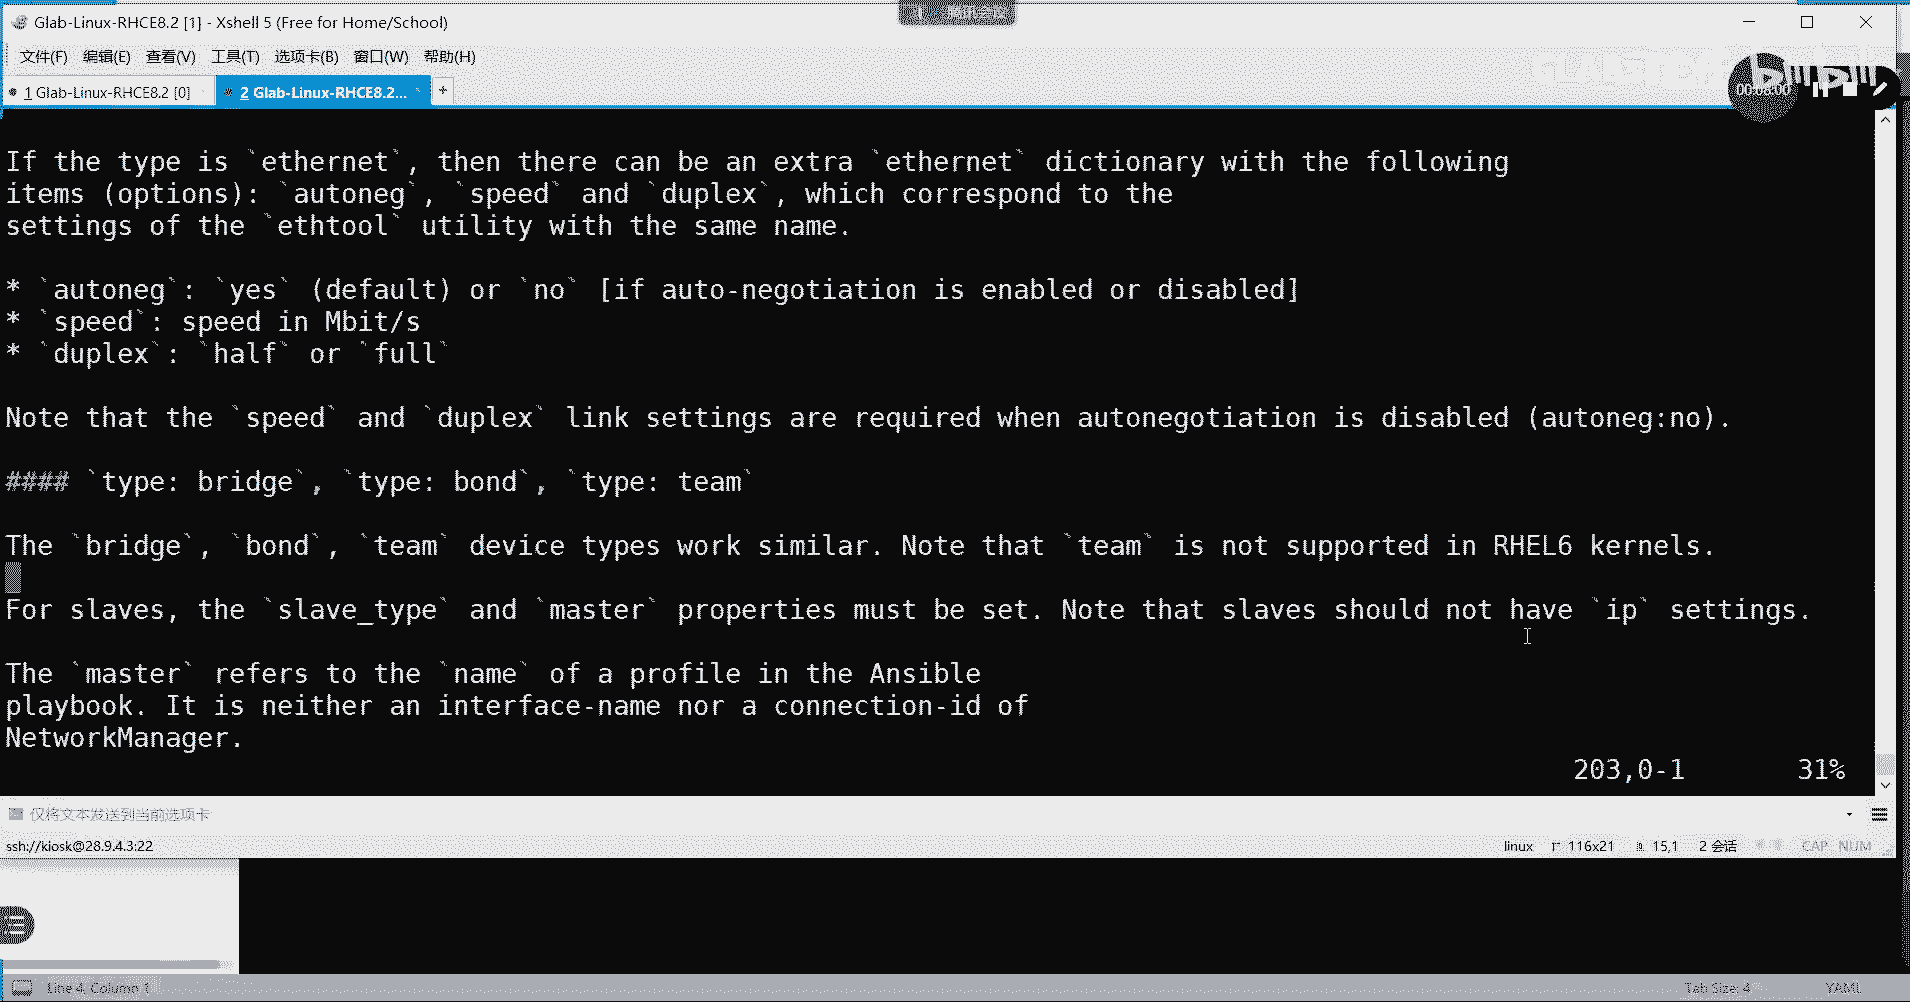 Glab-Linux-RHCE8.2 [1] - Xshell 5 (Free for Home/School)
腾讯会议
文件(F) 编辑(E) 查看(V) 工具(T) 选项卡(B) 窗口(W) 帮助(H)
1 Glab-Linux-RHCE8.2 [0]
2 Glab-Linux-RHCE8.2...
+
00:08:00
If the type is `ethernet`, then there can be an extra `ethernet` dictionary with the following
items (options): `autoneg`, `speed` and `duplex`, which correspond to the
settings of the `ethtool` utility with the same name.
* `autoneg`: `yes` (default) or `no` [if auto-negotiation is enabled or disabled]
* `speed`: speed in Mbit/s
* `duplex`: `half` or `full`
Note that the `speed` and `duplex` link settings are required when autonegotiation is disabled (autoneg:no).
#### `type: bridge`, `type: bond`, `type: team`
The `bridge`, `bond`, `team` device types work similar. Note that `team` is not supported in RHEL6 kernels.
For slaves, the `slave_type` and `master` properties must be set. Note that slaves should not have `ip` settings.
The `master` refers to the `name` of a profile in the Ansible
playbook. It is neither an interface-name nor a connection-id of
NetworkManager.
203,0-1 31%
仅将文本发送到当前选项卡
ssh://kiosk@28.9.4.3:22
linux 116x21 15,1 2 会话 CAP NUM
Line 4, Column 1
Tab Size: 4 YAML